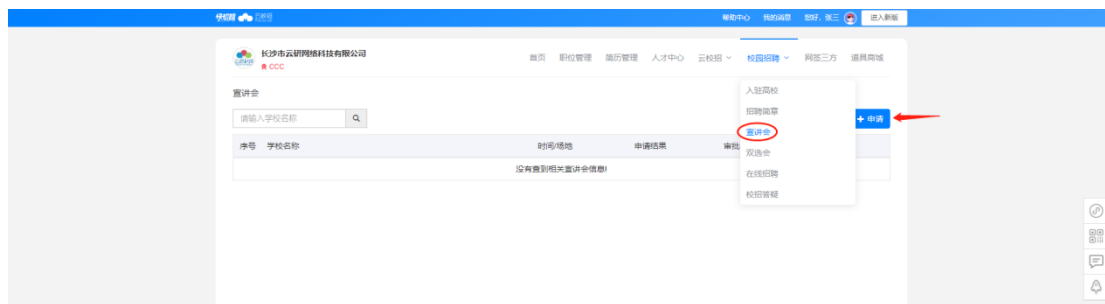 云校招 帮助中心 我的消息 您好，张三 进入新版
长沙市云研网络科技有限公司
CCC
首页 职位管理 简历管理 人才中心 云校招 校园招聘 网签三方 道具商城
宣讲会
入驻高校
招聘简章
宣讲会
双选会
在线招聘
校招答疑
请输入学校名称
+ 申请
序号 学校名称 时间/场地 申请结果 审批
没有查到相关宣讲会信息!